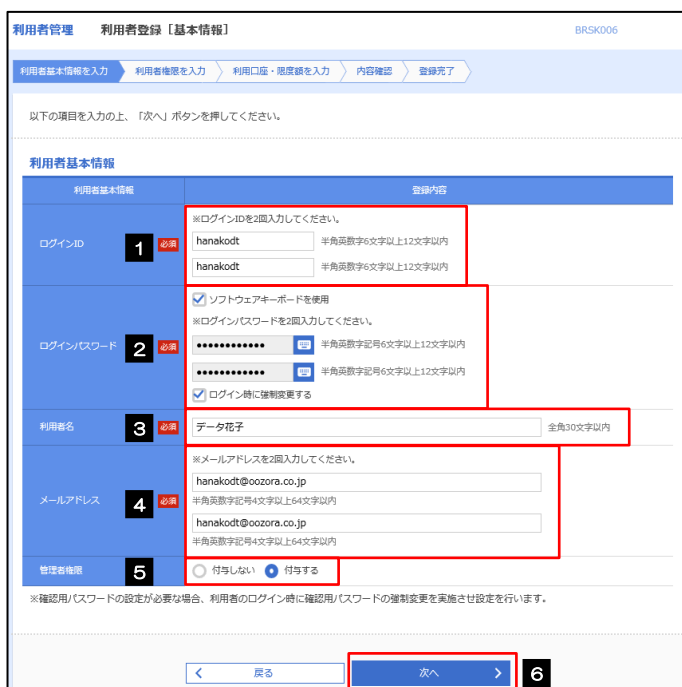 利用者管理 利用者登録［基本情報］ BRSK006
利用者基本情報を入力 利用者権限を入力 利用口座・限度額を入力 内容確認 登録完了
以下の項目を入力の上、「次へ」ボタンを押してください。
利用者基本情報
利用者基本情報 登録内容
※ログインIDを2回入力してください。
ログインID 1 必須 hanakodt 半角英数字6文字以上12文字以内
hanakodt 半角英数字6文字以上12文字以内
ソフトウェアキーボードを使用
※ログインパスワードを2回入力してください。
ログインパスワード 2 必須 ●●●●●●●●●●●● 半角英数字記号6文字以上12文字以内
●●●●●●●●●●●● 半角英数字記号6文字以上12文字以内
ログイン時に強制変更する
利用者名 3 必須 データ花子 全角30文字以内
※メールアドレスを2回入力してください。
hanakodt@oozora.co.jp
メールアドレス 4 必須 半角英数字記号4文字以上64文字以内
hanakodt@oozora.co.jp
半角英数字記号4文字以上64文字以内
管理者権限 5 付与しない 付与する
※確認用パスワードの設定が必要な場合、利用者のログイン時に確認用パスワードの強制変更を実施させ設定を行います。
戻る 次へ 6